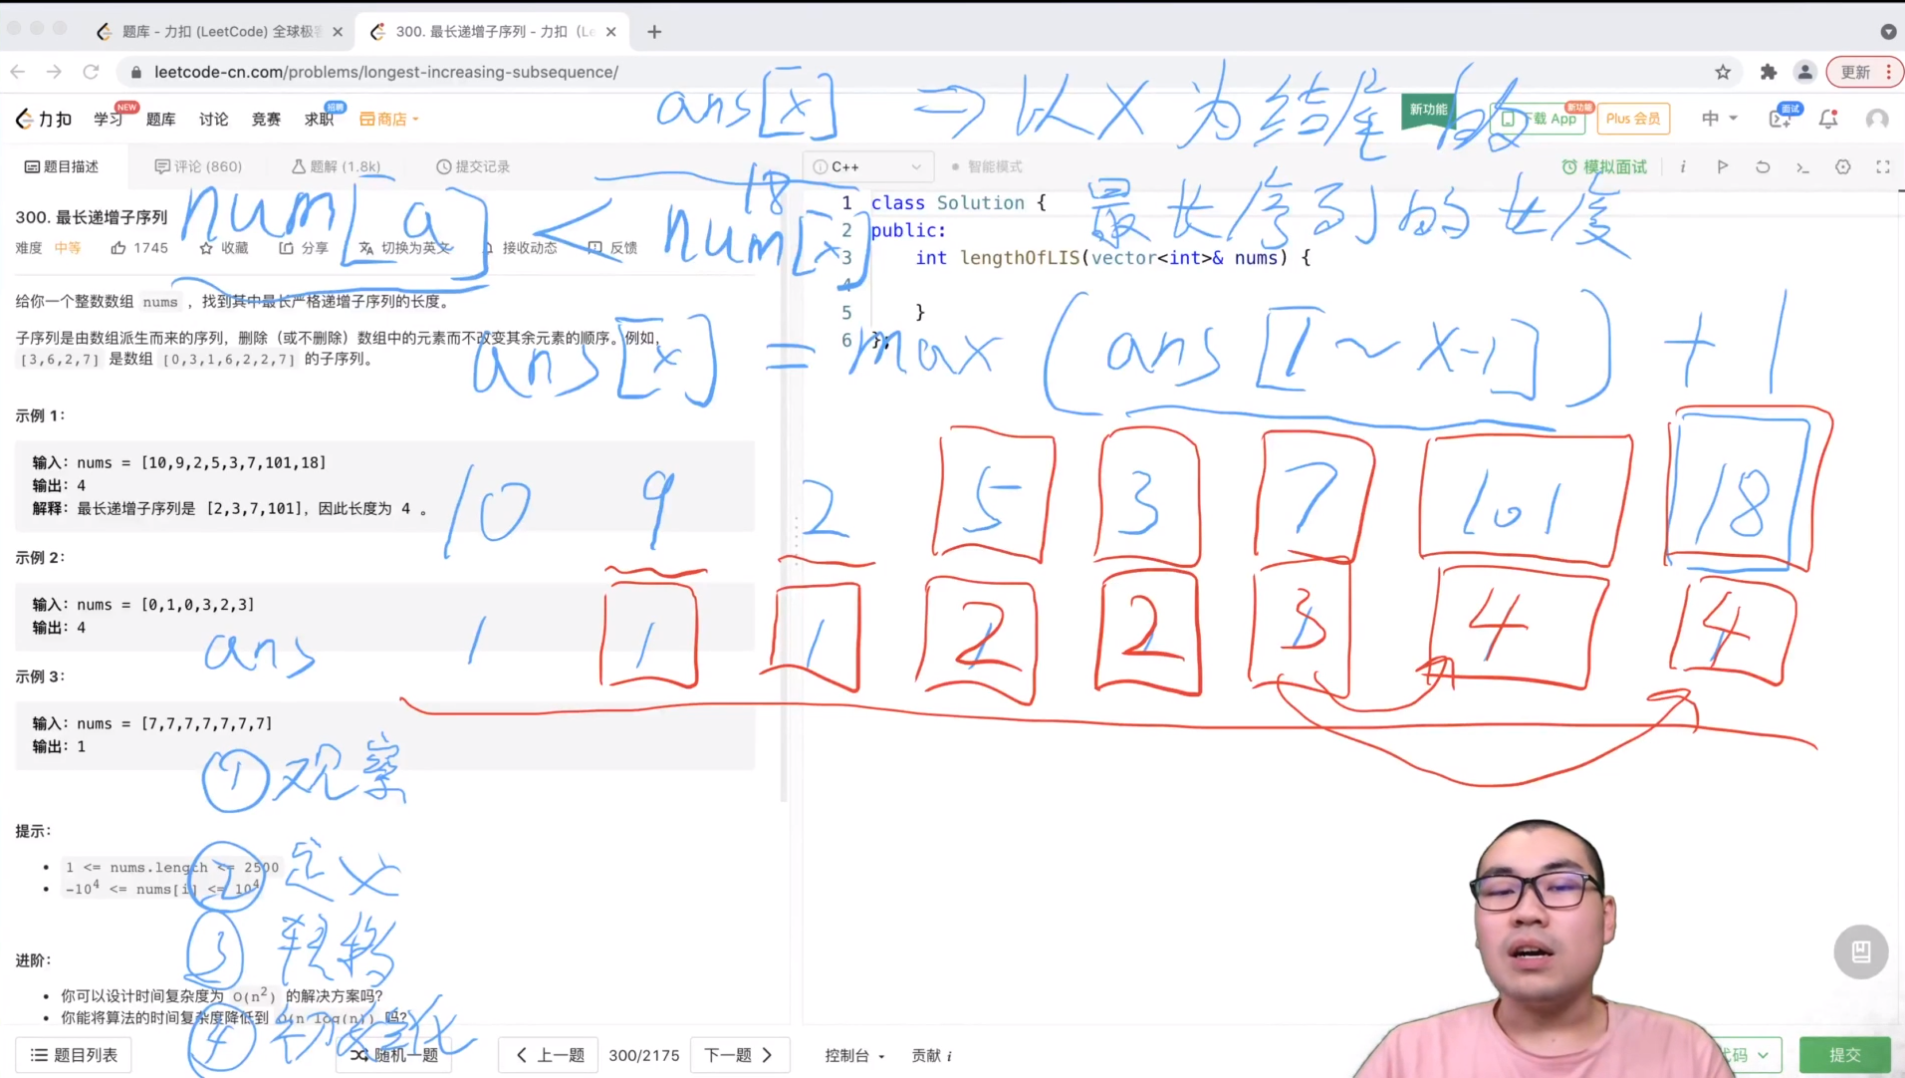 题库 - 力扣 (LeetCode) 全球极客
300. 最长递增子序列 - 力扣 (Le
leetcode-cn.com/problems/longest-increasing-subsequence/
更新
力扣
学习
NEW
题库
讨论
竞赛
求职
招聘
商店
新功能
下载 App
新功能
Plus 会员
中
面试
ans[x] ⇒ 以X为结尾的
最长序列的长度
题目描述
评论 (860)
题解 (1.8k)
提交记录
C++
智能模式
模拟面试
num[a] < num[x]
18
300. 最长递增子序列
难度 中等 1745 收藏 分享 切换为英文 接收动态 反馈
给你一个整数数组 nums ，找到其中最长严格递增子序列的长度。
子序列是由数组派生而来的序列，删除（或不删除）数组中的元素而不改变其余元素的顺序。例如，
[3,6,2,7] 是数组 [0,3,1,6,2,2,7] 的子序列。
1 class Solution {
2 public:
3 int lengthOfLIS(vector<int>& nums) {
4
5 }
6 };
ans[x] = max (ans[1~x-1]) + 1
示例 1：
输入：nums = [10,9,2,5,3,7,101,18]
输出：4
解释：最长递增子序列是 [2,3,7,101]，因此长度为 4 。
10 9 2 5 3 7 101 18
示例 2：
输入：nums = [0,1,0,3,2,3]
输出：4
ans 1 1 1 2 2 3 4 4
示例 3：
输入：nums = [7,7,7,7,7,7,7]
输出：1
① 观察
提示：
1 <= nums.length <= 2500
-10⁴ <= nums[i] <= 10⁴
② 定义
③ 转移
进阶：
你可以设计时间复杂度为 O(n²) 的解决方案吗？
你能将算法的时间复杂度降低到 O(n log(n)) 吗?
④ 初始化
题目列表
随机一题
上一题
300/2175
下一题
控制台
贡献 i
代码
提交